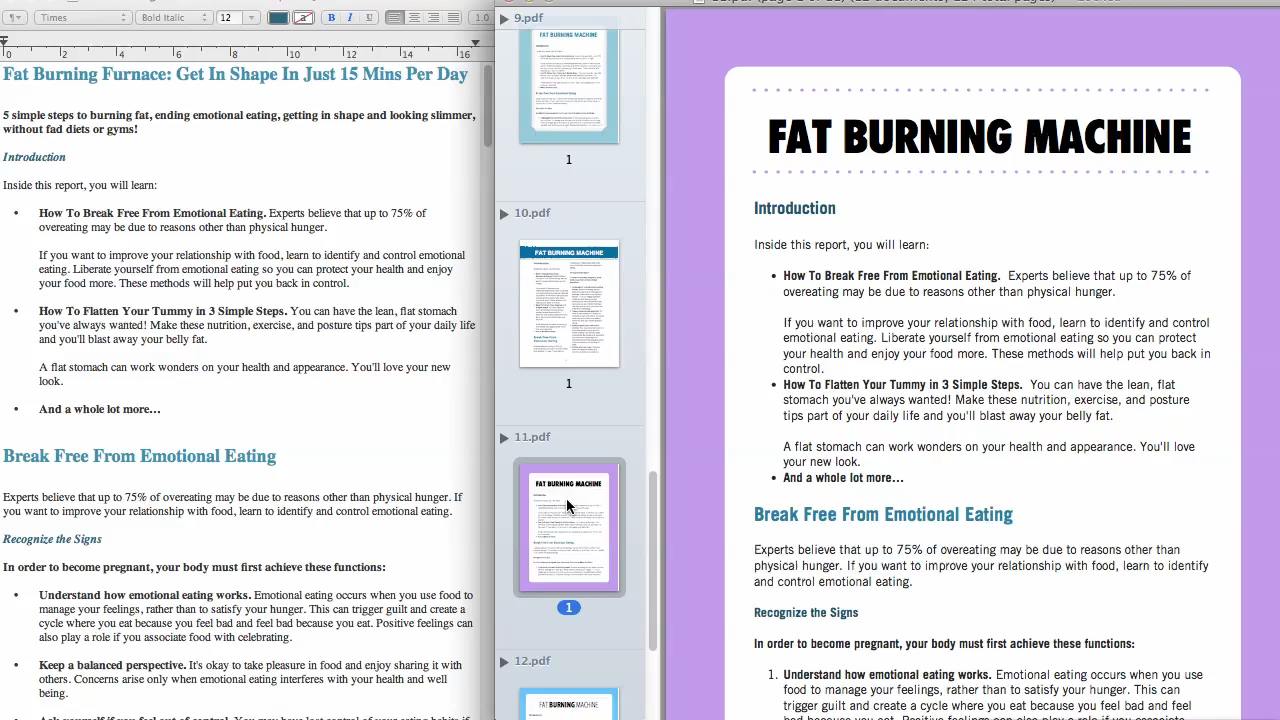 Times
Bold Italic
12
B I U
1.0
0 2 4 6 8 10 12 14 16
Fat Burning Furnace: Get In Shape In Just 15 Mins Per Day
without fad diets or gyms!
Introduction
Inside this report, you will learn:
• How To Break Free From Emotional Eating. Experts believe that up to 75% of
overeating may be due to reasons other than physical hunger.
If you want to improve your relationship with food, learn to identify and control emotional
eating. Liberate yourself from emotional eating so you can protect your health and enjoy
your food more. These methods will help put you back in control.
• How To Flatten Your Tummy in 3 Simple Steps. You can have the lean, flat stomach
you've always wanted! Make these nutrition, exercise, and posture tips part of your daily life
and you'll blast away your belly fat.
A flat stomach can work wonders on your health and appearance. You'll love your new
look.
• And a whole lot more…
Break Free From Emotional Eating
Experts believe that up to 75% of overeating may be due to reasons other than physical hunger. If
you want to improve your relationship with food, learn to identify and control emotional eating.
Recognize the Signs
In order to become pregnant, your body must first achieve these functions:
• Understand how emotional eating works. Emotional eating occurs when you use food to
manage your feelings, rather than to satisfy your hunger. This can trigger guilt and create a
cycle where you eat because you feel bad and feel bad because you eat. Positive feelings can
also play a role if you associate food with celebrating.
• Keep a balanced perspective. It's okay to take pleasure in food and enjoy sharing it with
others. Concerns arise only when emotional eating interferes with your health and well
being.
9.pdf
FAT BURNING MACHINE
1
10.pdf
FAT BURNING MACHINE
1
11.pdf
FAT BURNING MACHINE
1
12.pdf
FAT BURNING MACHINE
FAT BURNING MACHINE
Introduction
Inside this report, you will learn:
• How To Break Free From Emotional Eating. Experts believe that up to 75% of
overeating may be due to reasons other than physical hunger.
If you want to improve your relationship with food, learn to identify and control
emotional eating. Liberate yourself from emotional eating so you can protect
your health and enjoy your food more. These methods will help put you back in
control.
• How To Flatten Your Tummy in 3 Simple Steps. You can have the lean, flat
stomach you've always wanted! Make these nutrition, exercise, and posture
tips part of your daily life and you'll blast away your belly fat.
A flat stomach can work wonders on your health and appearance. You'll love
your new look.
• And a whole lot more…
Break Free From Emotional Eating
Experts believe that up to 75% of overeating may be due to reasons other than
physical hunger. If you want to improve your relationship with food, learn to identify
and control emotional eating.
Recognize the Signs
In order to become pregnant, your body must first achieve these functions:
1. Understand how emotional eating works. Emotional eating occurs when you use
food to manage your feelings, rather than to satisfy your hunger. This can
trigger guilt and create a cycle where you eat because you feel bad and feel